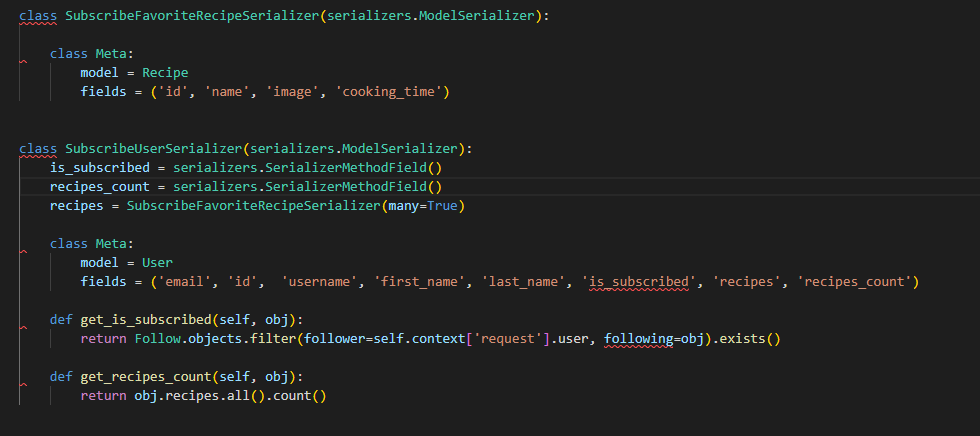 class SubscribeFavoriteRecipeSerializer(serializers.ModelSerializer):
    class Meta:
        model = Recipe
        fields = ('id', 'name', 'image', 'cooking_time')
class SubscribeUserSerializer(serializers.ModelSerializer):
    is_subscribed = serializers.SerializerMethodField()
    recipes_count = serializers.SerializerMethodField()
    recipes = SubscribeFavoriteRecipeSerializer(many=True)
    class Meta:
        model = User
        fields = ('email', 'id',  'username', 'first_name', 'last_name', 'is_subscribed', 'recipes', 'recipes_count')
    def get_is_subscribed(self, obj):
        return Follow.objects.filter(follower=self.context['request'].user, following=obj).exists()
    def get_recipes_count(self, obj):
        return obj.recipes.all().count()